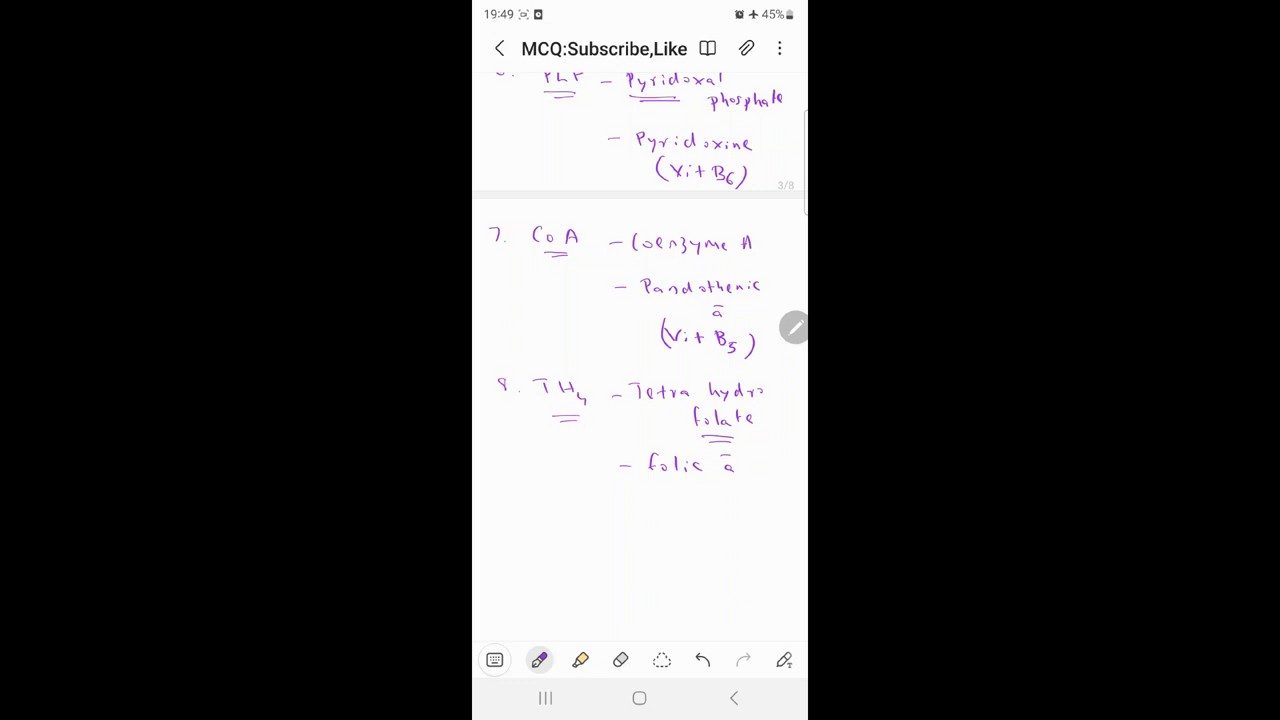 19:49 45%
MCQ:Subscribe,Like
PLP - Pyridoxal
phosphate
- Pyridoxine
(Vit B6)
3/8
7. CoA - Coenzyme A
- Pandothenic
ā
(Vit B5)
8. TH4 - Tetra hydro
folate
- folic ā